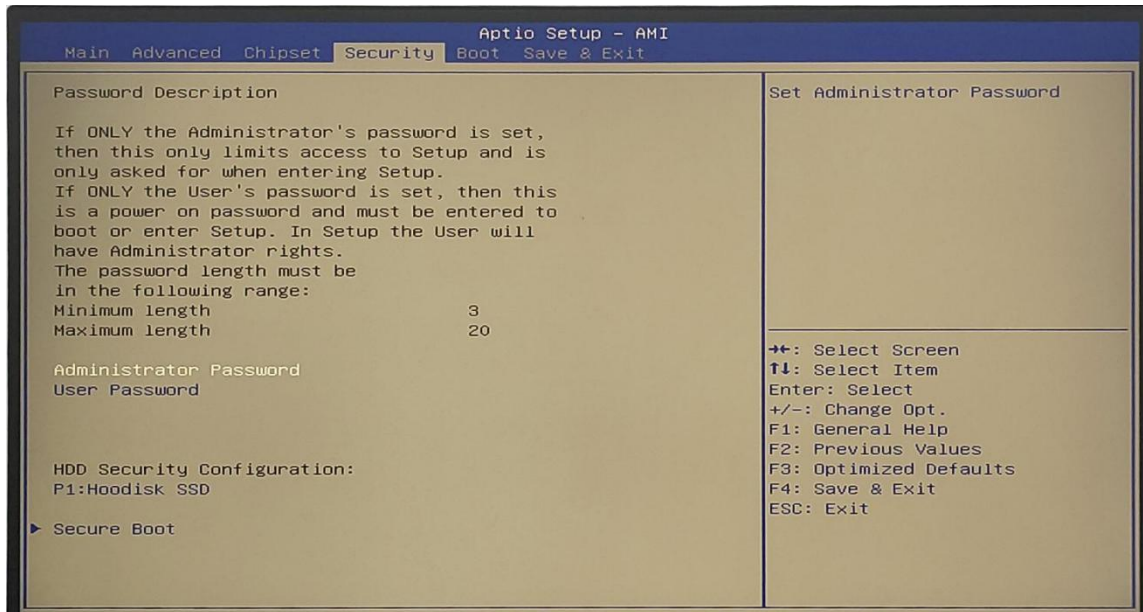 Aptio Setup - AMI
Main Advanced Chipset Security Boot Save & Exit
Password Description
If ONLY the Administrator's password is set,
then this only limits access to Setup and is
only asked for when entering Setup.
If ONLY the User's password is set, then this
is a power on password and must be entered to
boot or enter Setup. In Setup the User will
have Administrator rights.
The password length must be
in the following range:
Minimum length 3
Maximum length 20
Administrator Password
User Password
HDD Security Configuration:
P1:Hoodisk SSD
Secure Boot
Set Administrator Password
→←: Select Screen
↑↓: Select Item
Enter: Select
+/-: Change Opt.
F1: General Help
F2: Previous Values
F3: Optimized Defaults
F4: Save & Exit
ESC: Exit